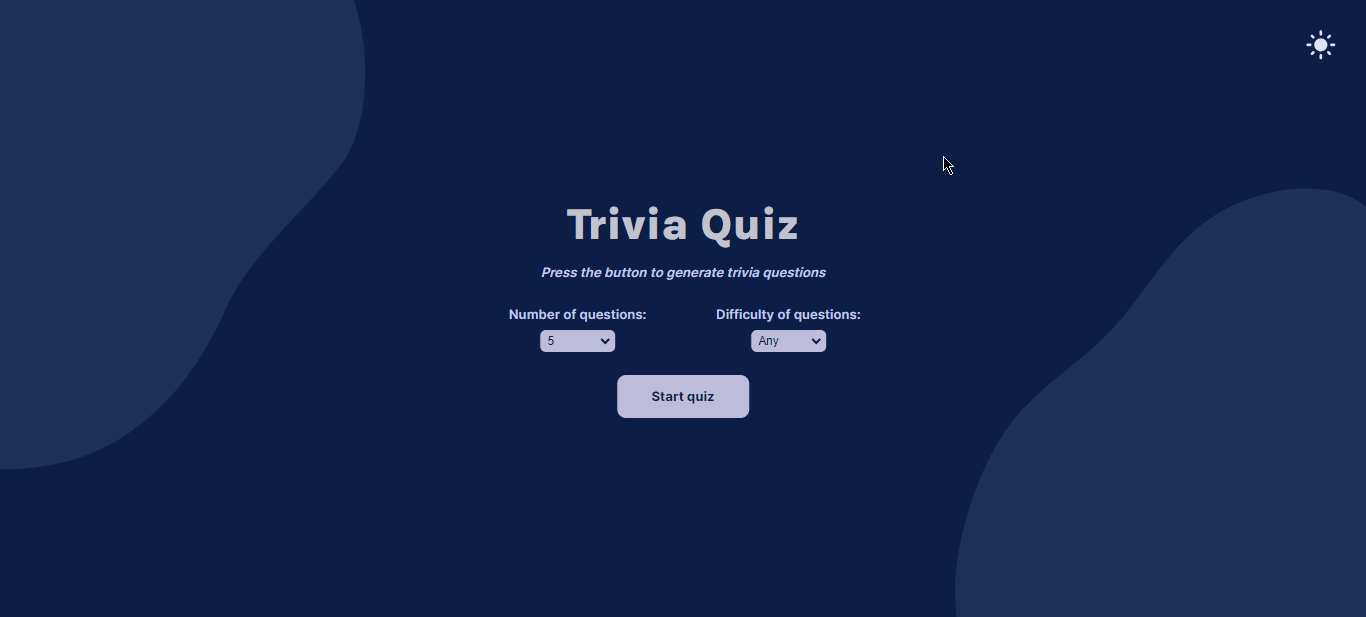 Trivia Quiz
Press the button to generate trivia questions
Number of questions: Difficulty of questions:
5 Any
Start quiz